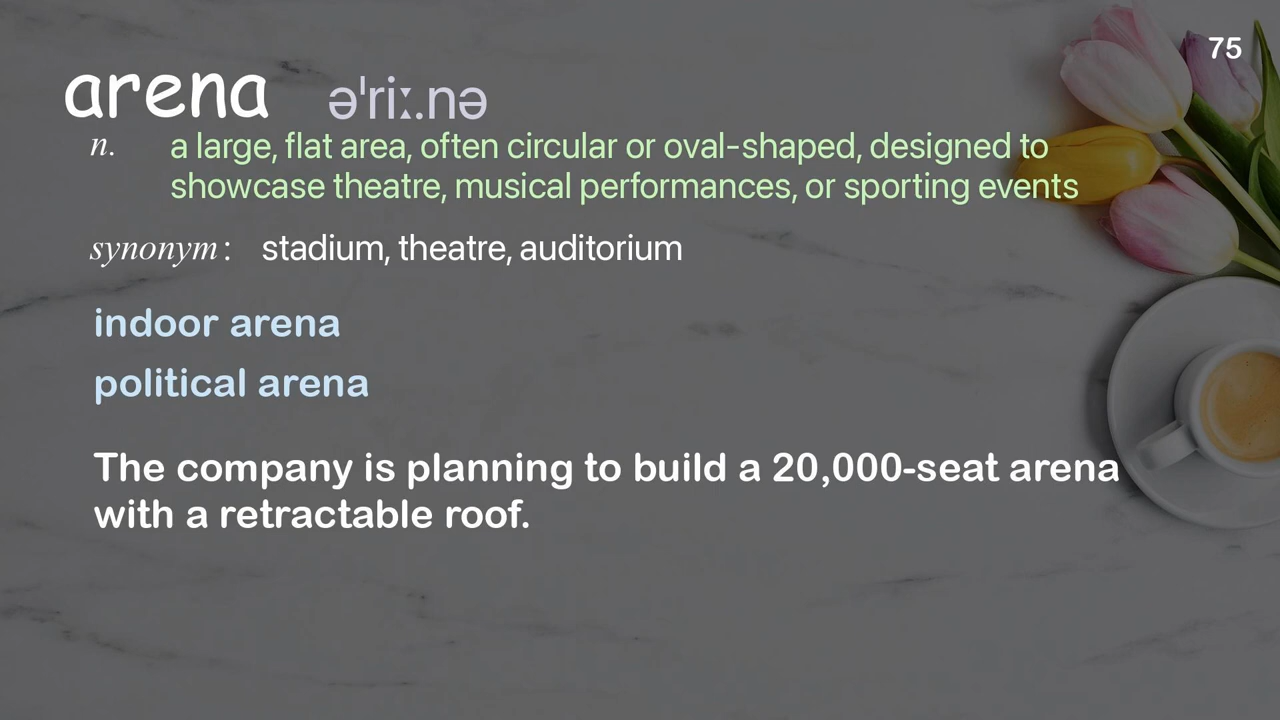 75
arena əˈriː.nə
n. a large, flat area, often circular or oval-shaped, designed to
showcase theatre, musical performances, or sporting events
synonym: stadium, theatre, auditorium
indoor arena
political arena
The company is planning to build a 20,000-seat arena
with a retractable roof.